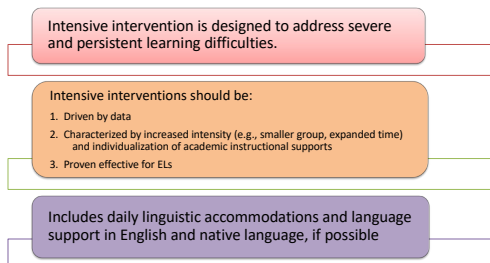 Intensive intervention is designed to address severe
and persistent learning difficulties.
Intensive interventions should be:
1. Driven by data
2. Characterized by increased intensity (e.g., smaller group, expanded time)
and individualization of academic instructional supports
3. Proven effective for ELs
Includes daily linguistic accommodations and language
support in English and native language, if possible